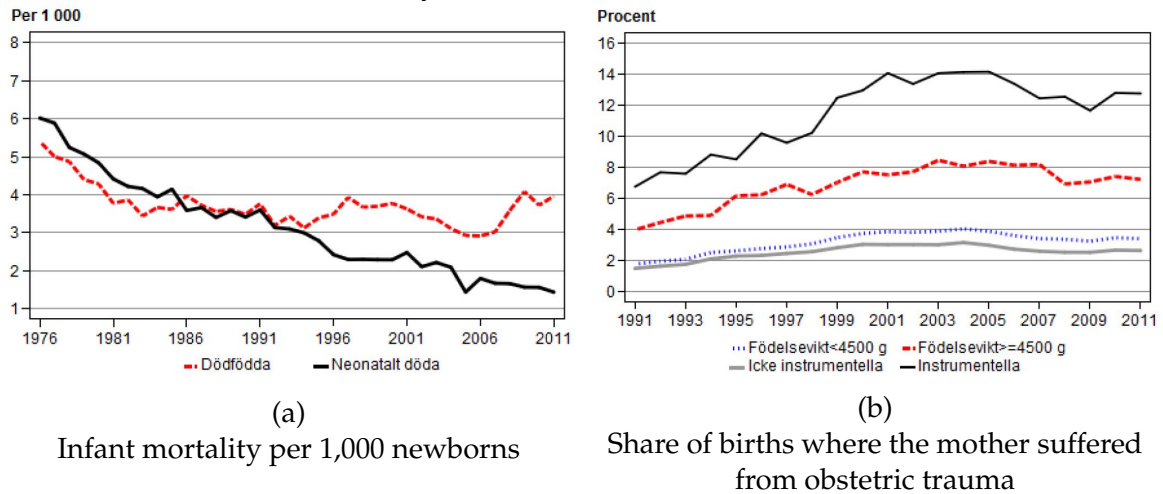 Per 1 000
8
7
6
5
4
3
2
1
1976 1981 1986 1991 1996 2001 2006 2011
Dödfödda Neonatalt döda
(a)
Infant mortality per 1,000 newborns
Procent
16
14
12
10
8
6
4
2
0
1991 1993 1995 1997 1999 2001 2003 2005 2007 2009 2011
Födelsevikt<4500 g Födelsevikt>=4500 g
Icke instrumentella Instrumentella
(b)
Share of births where the mother suffered
from obstetric trauma